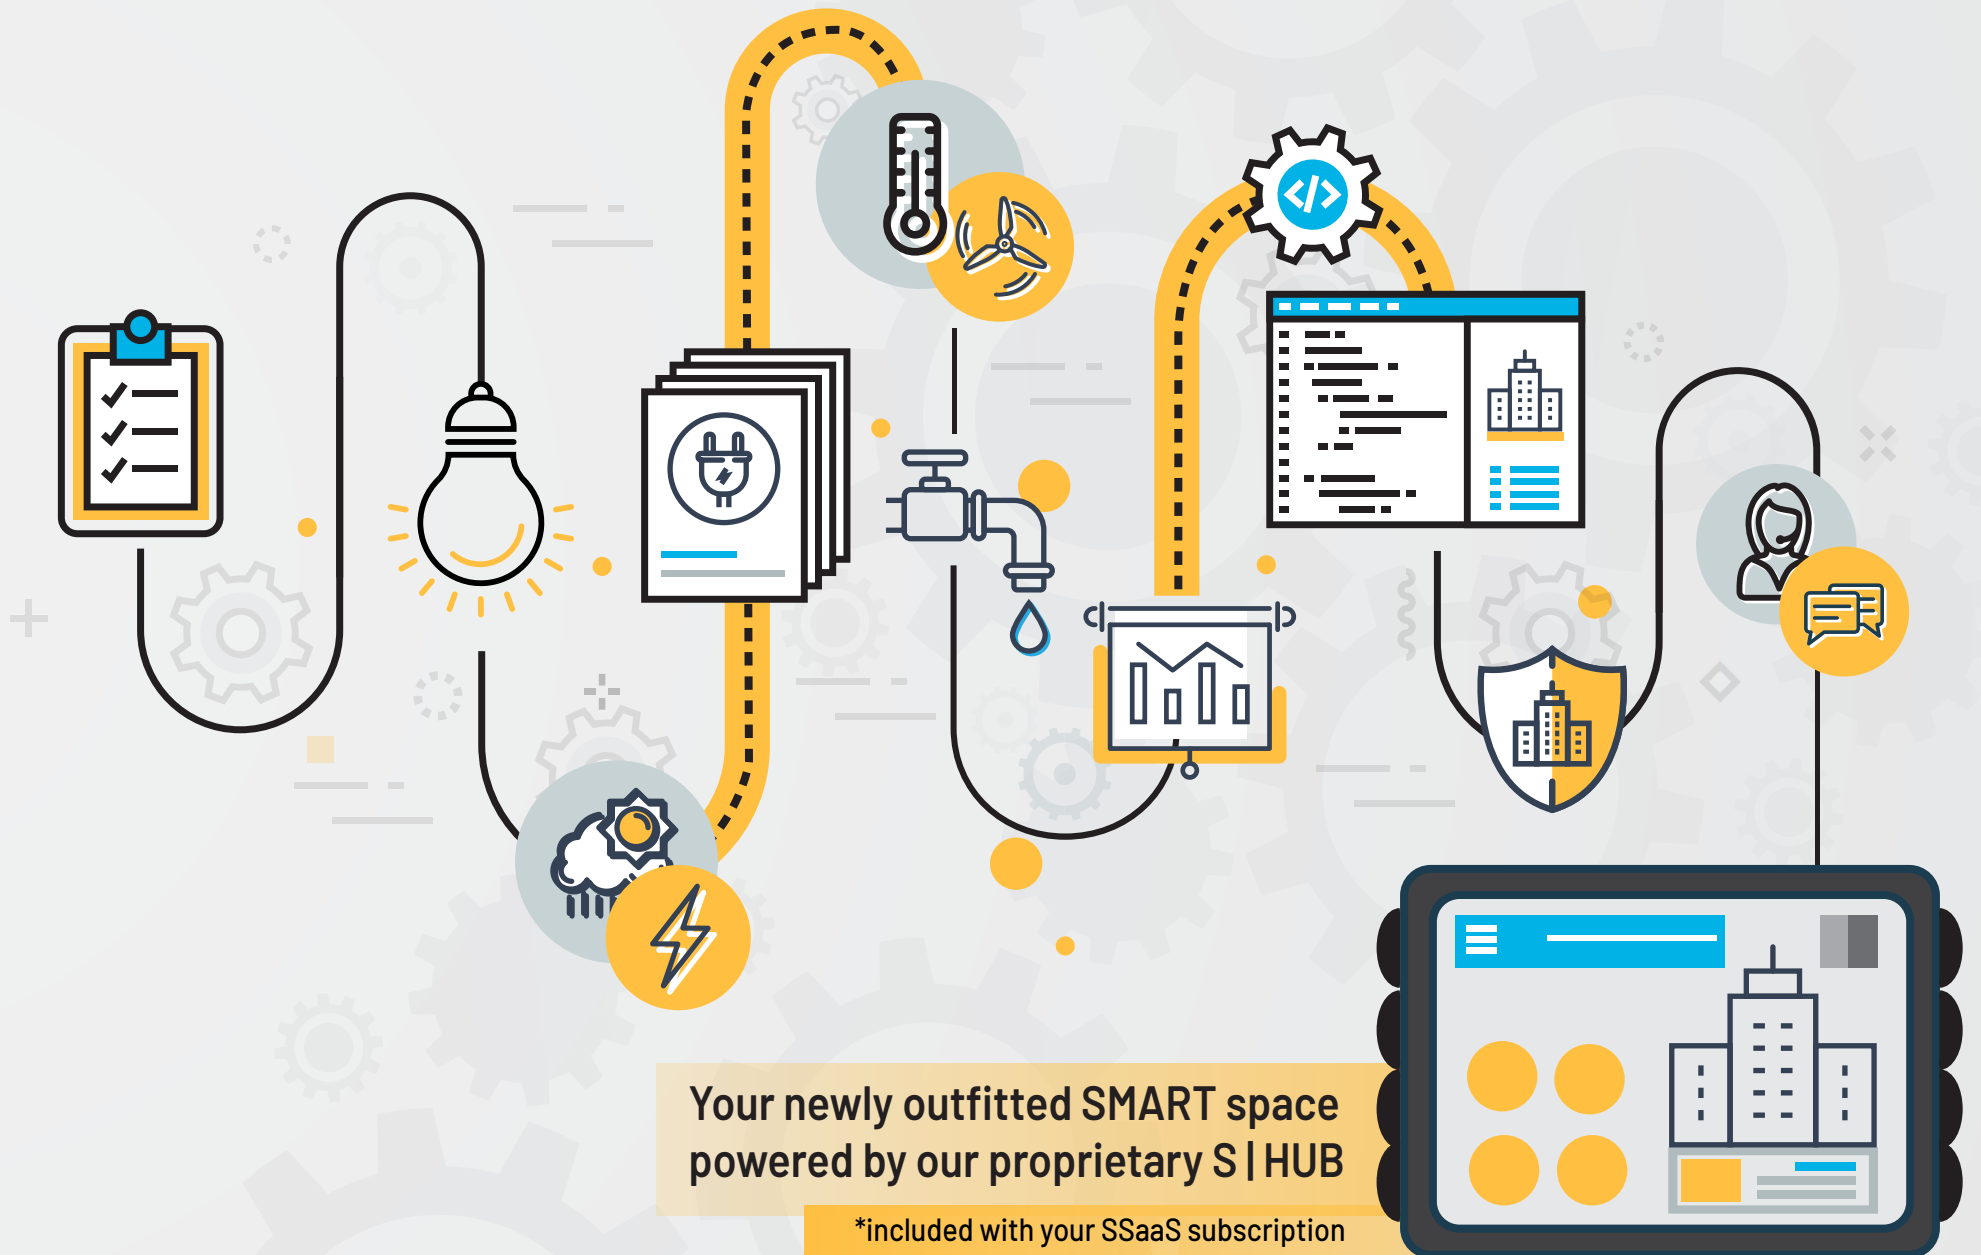 Your newly outfitted SMART space
powered by our proprietary S | HUB
*included with your SSaaS subscription